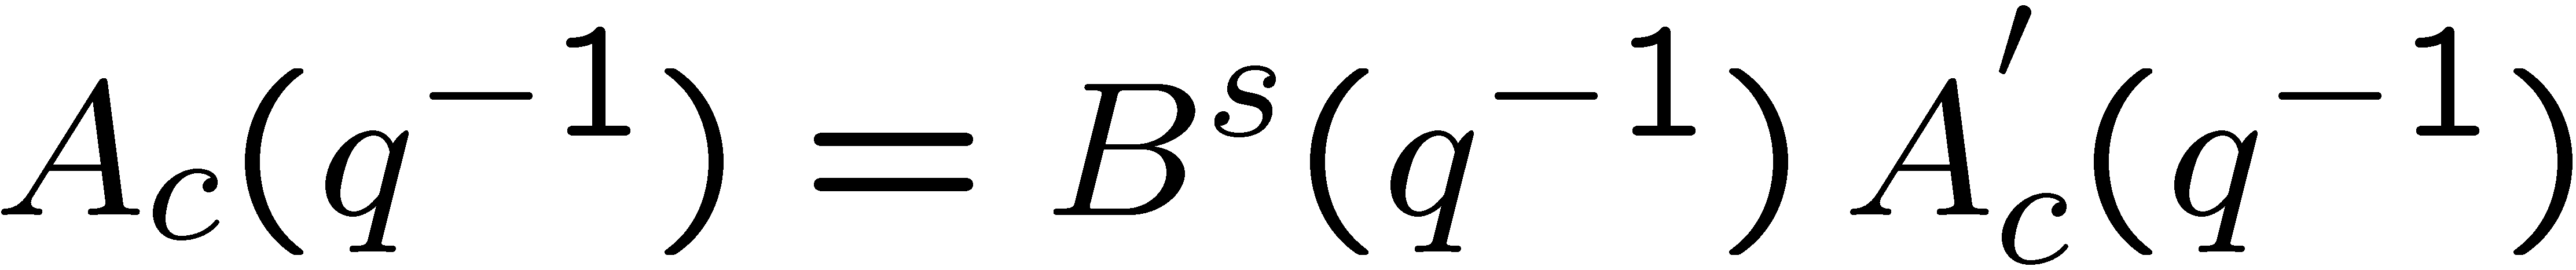 $A_c(q^{-1}) = B^s(q^{-1}) A_c^{'}(q^{-1})$